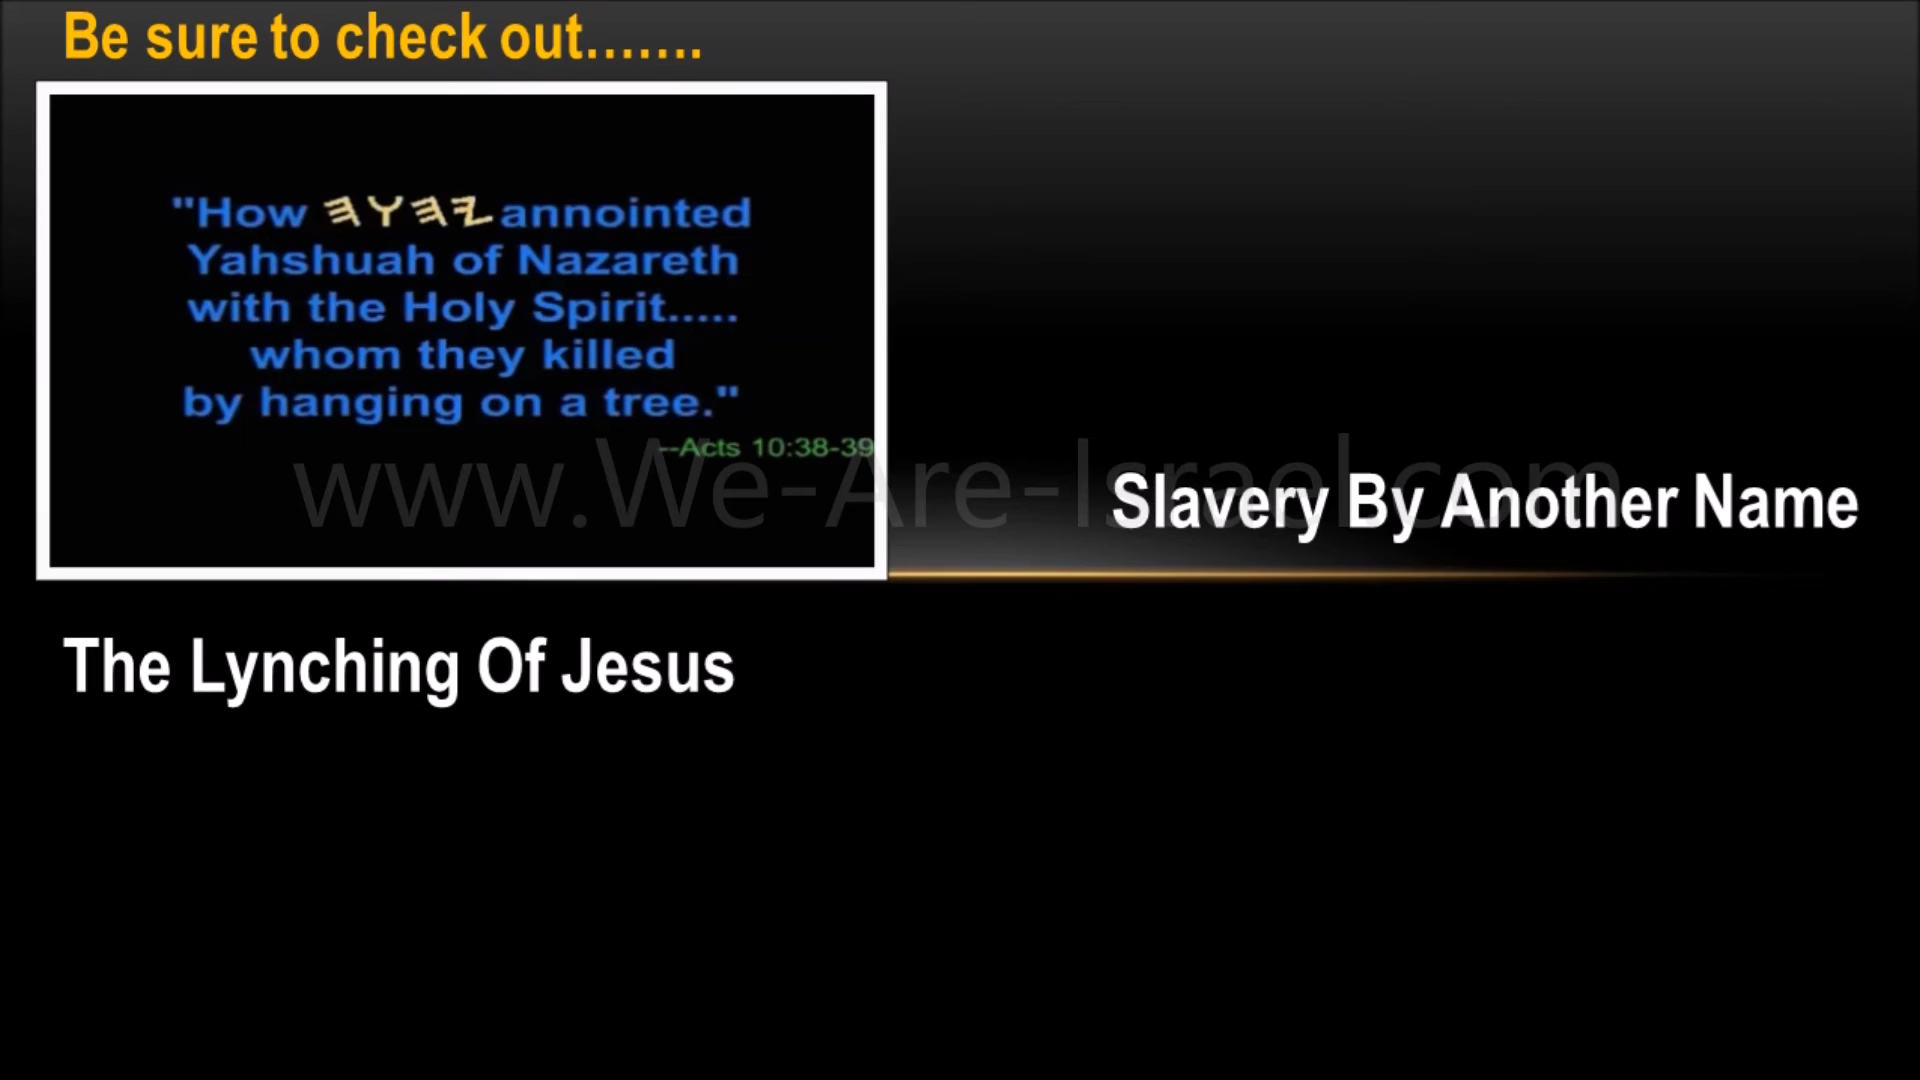 Be sure to check out.......
"How 𐤉𐤄𐤅𐤄 annointed
Yahshuah of Nazareth
with the Holy Spirit.....
whom they killed
by hanging on a tree."
--Acts 10:38-39
www.We-Are-Israel.com
Slavery By Another Name
The Lynching Of Jesus